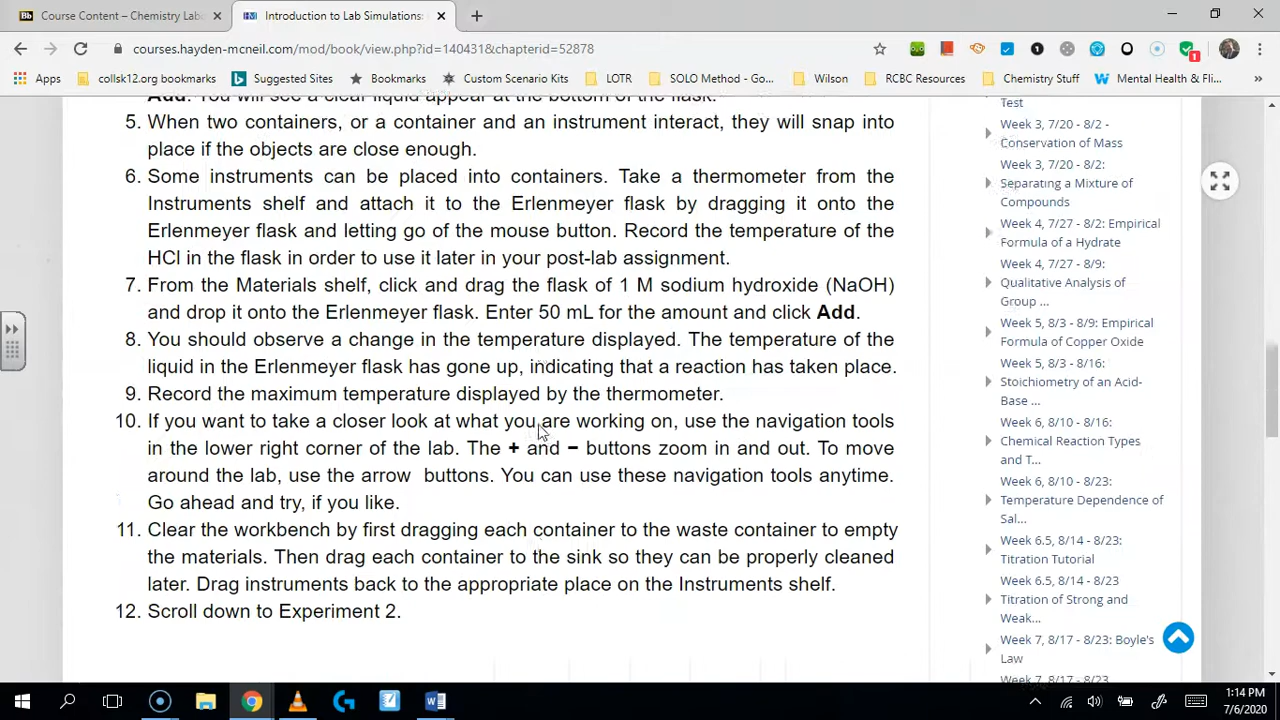 Course Content – Chemistry Lab
Introduction to Lab Simulations:
courses.hayden-mcneil.com/mod/book/view.php?id=140431&chapterid=52878
Apps collsk12.org bookmarks Suggested Sites Bookmarks Custom Scenario Kits LOTR SOLO Method - Go... Wilson RCBC Resources Chemistry Stuff Mental Health & Fli... »
Add. You will see a clear liquid appear at the bottom of the flask.
5. When two containers, or a container and an instrument interact, they will snap into
place if the objects are close enough.
6. Some instruments can be placed into containers. Take a thermometer from the
Instruments shelf and attach it to the Erlenmeyer flask by dragging it onto the
Erlenmeyer flask and letting go of the mouse button. Record the temperature of the
HCl in the flask in order to use it later in your post-lab assignment.
7. From the Materials shelf, click and drag the flask of 1 M sodium hydroxide (NaOH)
and drop it onto the Erlenmeyer flask. Enter 50 mL for the amount and click Add.
8. You should observe a change in the temperature displayed. The temperature of the
liquid in the Erlenmeyer flask has gone up, indicating that a reaction has taken place.
9. Record the maximum temperature displayed by the thermometer.
10. If you want to take a closer look at what you are working on, use the navigation tools
in the lower right corner of the lab. The + and − buttons zoom in and out. To move
around the lab, use the arrow buttons. You can use these navigation tools anytime.
Go ahead and try, if you like.
11. Clear the workbench by first dragging each container to the waste container to empty
the materials. Then drag each container to the sink so they can be properly cleaned
later. Drag instruments back to the appropriate place on the Instruments shelf.
12. Scroll down to Experiment 2.
Test
Week 3, 7/20 - 8/2 -
Conservation of Mass
Week 3, 7/20 - 8/2:
Separating a Mixture of
Compounds
Week 4, 7/27 - 8/2: Empirical
Formula of a Hydrate
Week 4, 7/27 - 8/9:
Qualitative Analysis of
Group ...
Week 5, 8/3 - 8/9: Empirical
Formula of Copper Oxide
Week 5, 8/3 - 8/16:
Stoichiometry of an Acid-
Base ...
Week 6, 8/10 - 8/16:
Chemical Reaction Types
and T...
Week 6, 8/10 - 8/23:
Temperature Dependence of
Sal...
Week 6.5, 8/14 - 8/23:
Titration Tutorial
Week 6.5, 8/14 - 8/23
Titration of Strong and
Weak...
Week 7, 8/17 - 8/23: Boyle's
Law
Week 7, 8/17 - 8/23
1:14 PM
7/6/2020